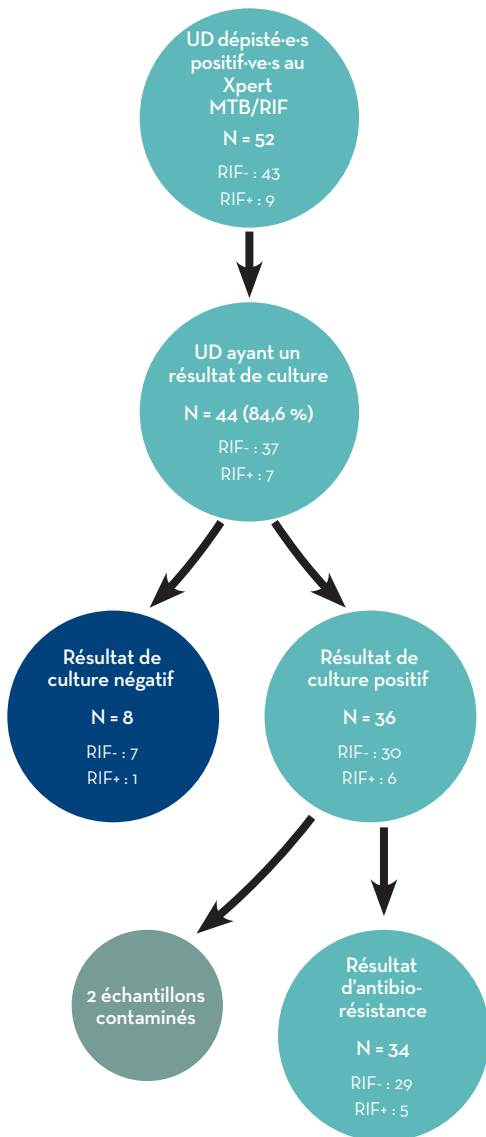 UD dépisté·e·s
positif·ve·s au
Xpert
MTB/RIF
N = 52
RIF- : 43
RIF+ : 9
UD ayant un
résultat de culture
N = 44 (84,6 %)
RIF- : 37
RIF+ : 7
Résultat de
culture négatif
N = 8
RIF- : 7
RIF+ : 1
Résultat de
culture positif
N = 36
RIF- : 30
RIF+ : 6
2 échantillons
contaminés
Résultat
d'antibio-
résistance
N = 34
RIF- : 29
RIF+ : 5